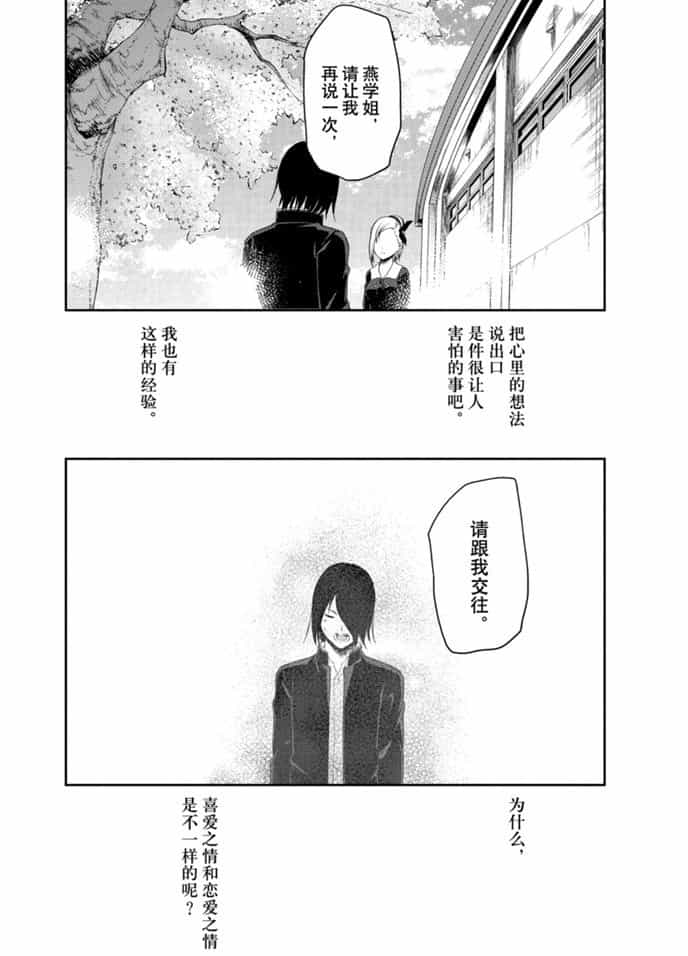 燕学姐，
请让我
再说一次，
把心里的想法
说出口
是件很让人
害怕的事吧。
我也有
这样的经验。
请跟我交往。
为什么，
喜爱之情和恋爱之情
是不一样的呢？